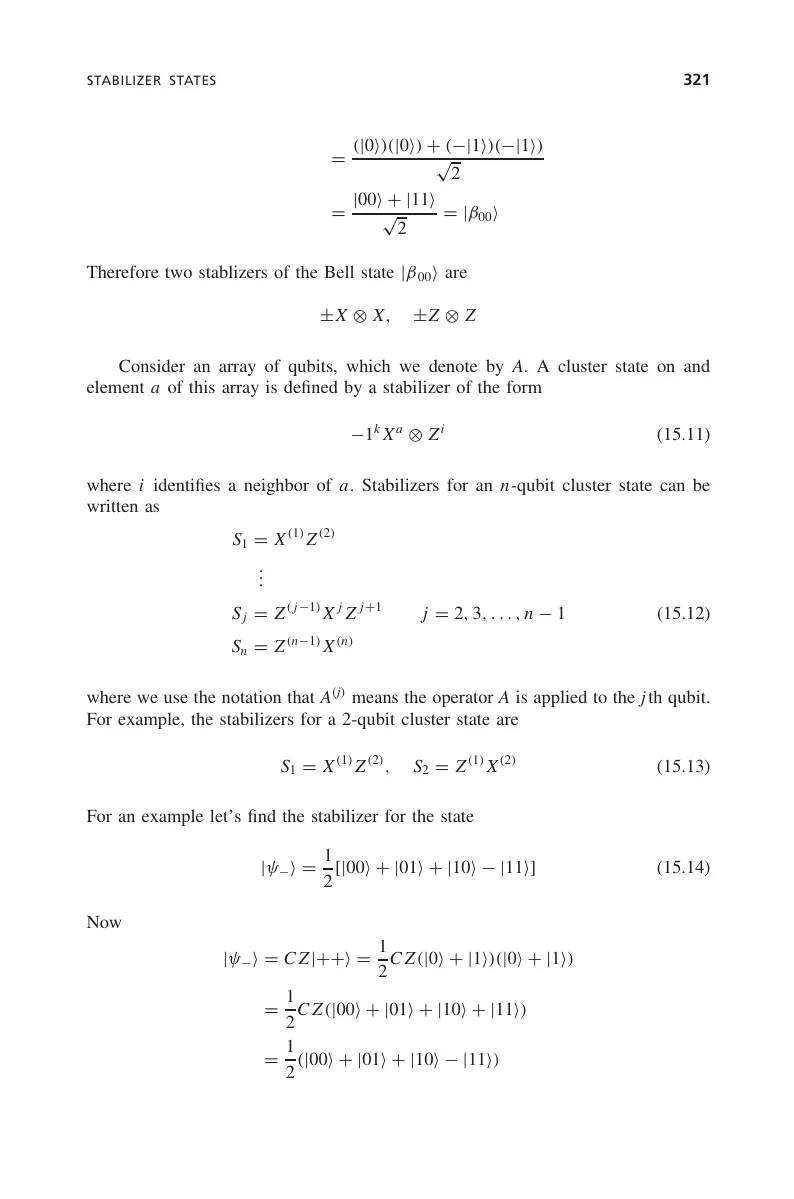 STABILIZER STATES 321
= (|0⟩)(|0⟩) + (−|1⟩)(−|1⟩) / √2
= |00⟩ + |11⟩ / √2 = |β₀₀⟩
Therefore two stablizers of the Bell state |β₀₀⟩ are
±X ⊗ X, ±Z ⊗ Z
Consider an array of qubits, which we denote by A. A cluster state on and
element a of this array is defined by a stabilizer of the form
−1ᵏXᵃ ⊗ Zⁱ (15.11)
where i identifies a neighbor of a. Stabilizers for an n-qubit cluster state can be
written as
S₁ = X⁽¹⁾Z⁽²⁾
⋮
Sⱼ = Z⁽ʲ⁻¹⁾XʲZʲ⁺¹ j = 2, 3, . . . , n − 1 (15.12)
Sₙ = Z⁽ⁿ⁻¹⁾X⁽ⁿ⁾
where we use the notation that A⁽ʲ⁾ means the operator A is applied to the jth qubit.
For example, the stabilizers for a 2-qubit cluster state are
S₁ = X⁽¹⁾Z⁽²⁾, S₂ = Z⁽¹⁾X⁽²⁾ (15.13)
For an example let’s find the stabilizer for the state
|ψ₋⟩ = 1/2 [|00⟩ + |01⟩ + |10⟩ − |11⟩] (15.14)
Now
|ψ₋⟩ = CZ|++⟩ = 1/2 CZ(|0⟩ + |1⟩)(|0⟩ + |1⟩)
= 1/2 CZ(|00⟩ + |01⟩ + |10⟩ + |11⟩)
= 1/2 (|00⟩ + |01⟩ + |10⟩ − |11⟩)